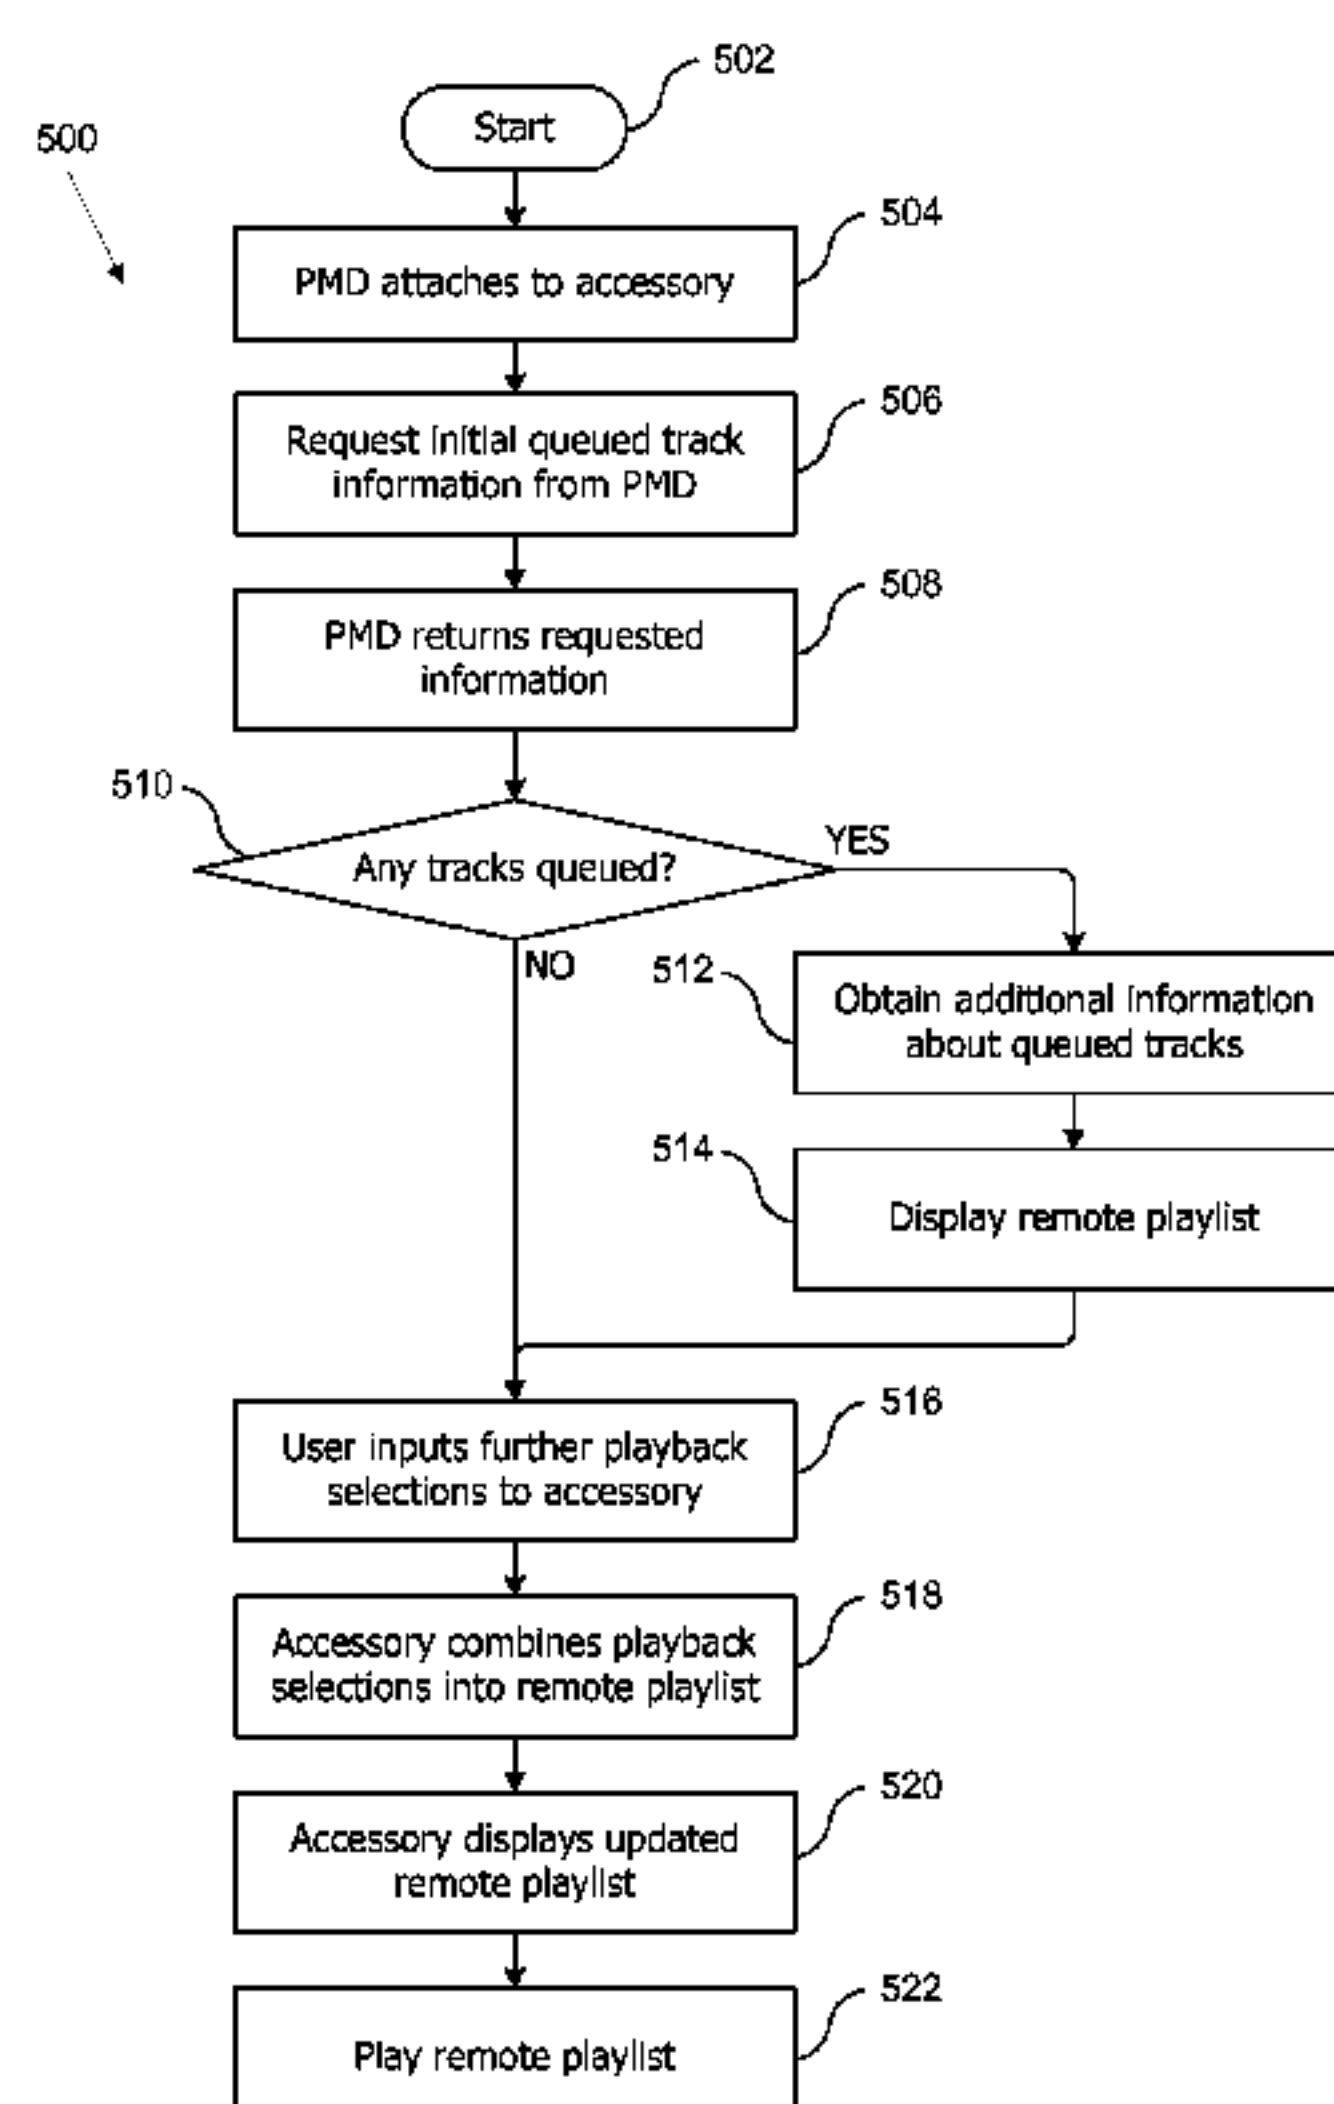 502
500
Start
504
PMD attaches to accessory
506
Request initial queued track
information from PMD
508
PMD returns requested
information
510
Any tracks queued?
YES
NO
512
Obtain additional information
about queued tracks
514
Display remote playlist
516
User inputs further playback
selections to accessory
518
Accessory combines playback
selections into remote playlist
520
Accessory displays updated
remote playlist
522
Play remote playlist